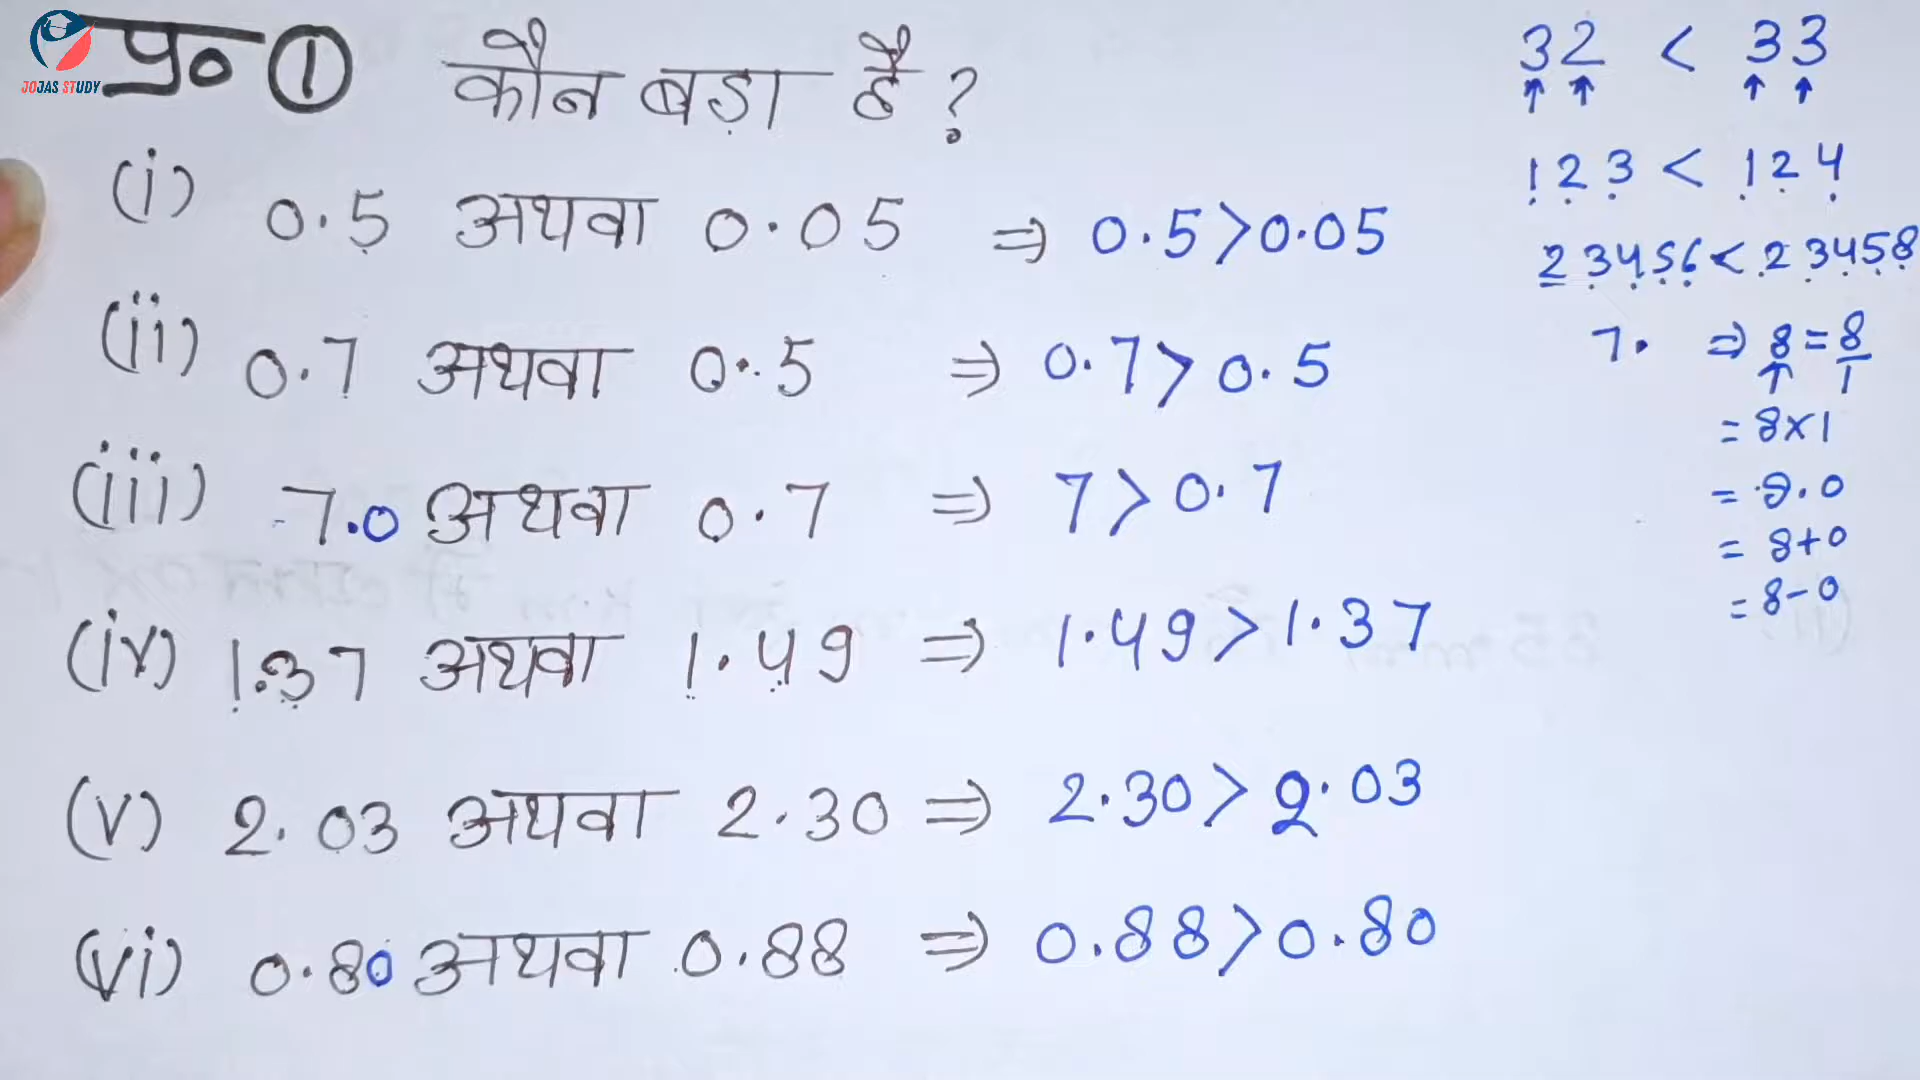 JOJAS STUDY
प्र० ① कौन बड़ा है ?
(i) 0.5 अथवा 0.05 ⇒ 0.5 > 0.05
(ii) 0.7 अथवा 0.5 ⇒ 0.7 > 0.5
(iii) 7.0 अथवा 0.7 ⇒ 7 > 0.7
(iv) 1.37 अथवा 1.49 ⇒ 1.49 > 1.37
(v) 2.03 अथवा 2.30 ⇒ 2.30 > 2.03
(vi) 0.80 अथवा 0.88 ⇒ 0.88 > 0.80
32 < 33
123 < 124
23456 < 23458
7. ⇒ 8 = 8/1
= 8×1
= 8.0
= 8+0
= 8-0